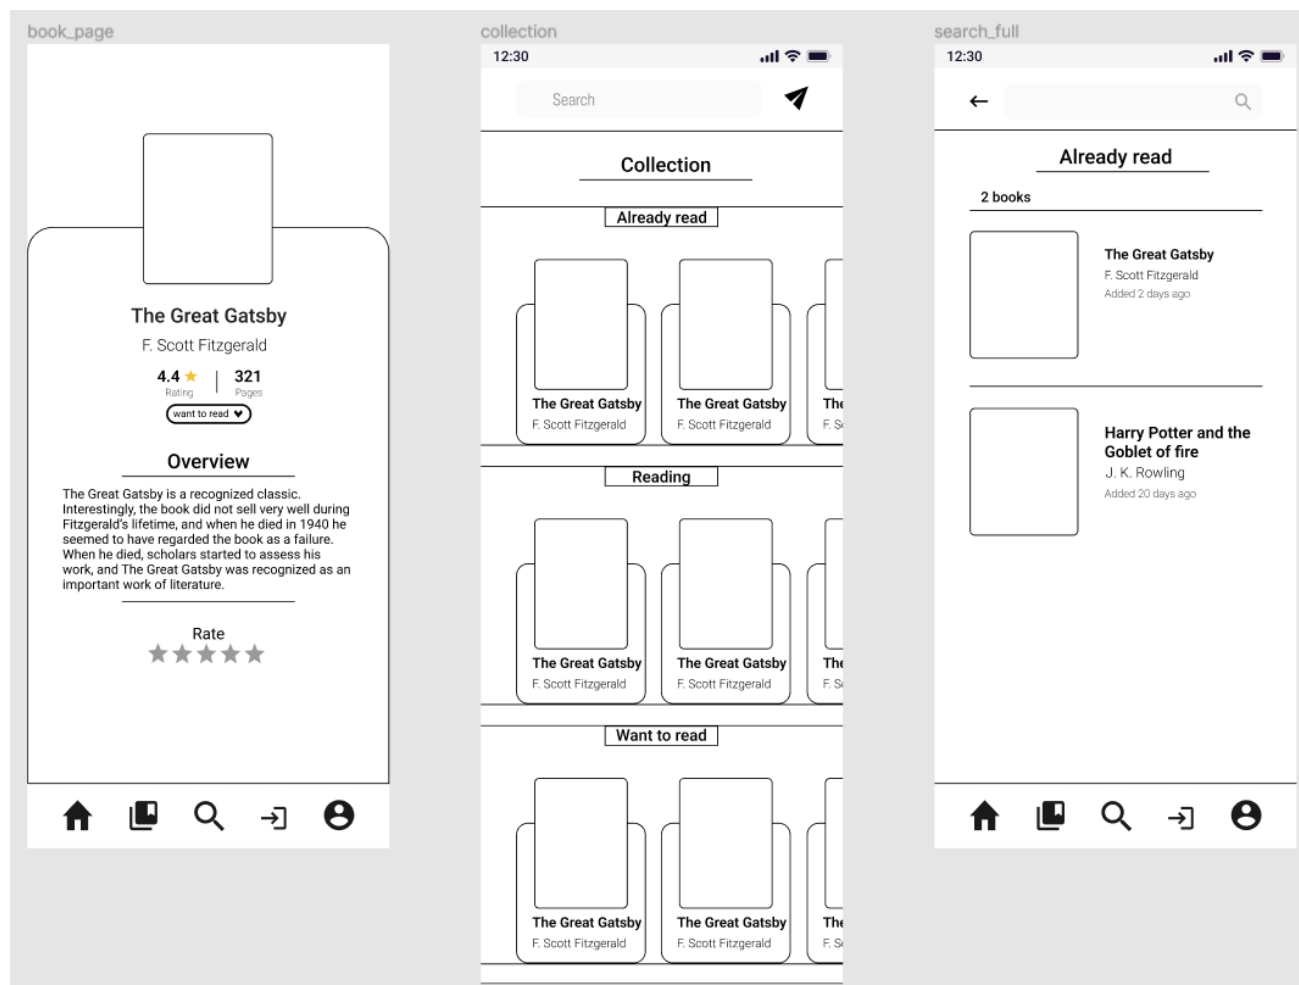 book_page
The Great Gatsby
F. Scott Fitzgerald
4.4
321
Rating
Pages
want to read
Overview
The Great Gatsby is a recognized classic.
Interestingly, the book did not sell very well during
Fitzgerald's lifetime, and when he died in 1940 he
seemed to have regarded the book as a failure.
When he died, scholars started to assess his
work, and The Great Gatsby was recognized as an
important work of literature.
Rate
collection
12:30
Search
Collection
Already read
The Great Gatsby
F. Scott Fitzgerald
The Great Gatsby
F. Scott Fitzgerald
The
F. S
Reading
The Great Gatsby
F. Scott Fitzgerald
The Great Gatsby
F. Scott Fitzgerald
The
F. S
Want to read
The Great Gatsby
F. Scott Fitzgerald
The Great Gatsby
F. Scott Fitzgerald
The
F. S
search_full
12:30
Already read
2 books
The Great Gatsby
F. Scott Fitzgerald
Added 2 days ago
Harry Potter and the
Goblet of fire
J. K. Rowling
Added 20 days ago